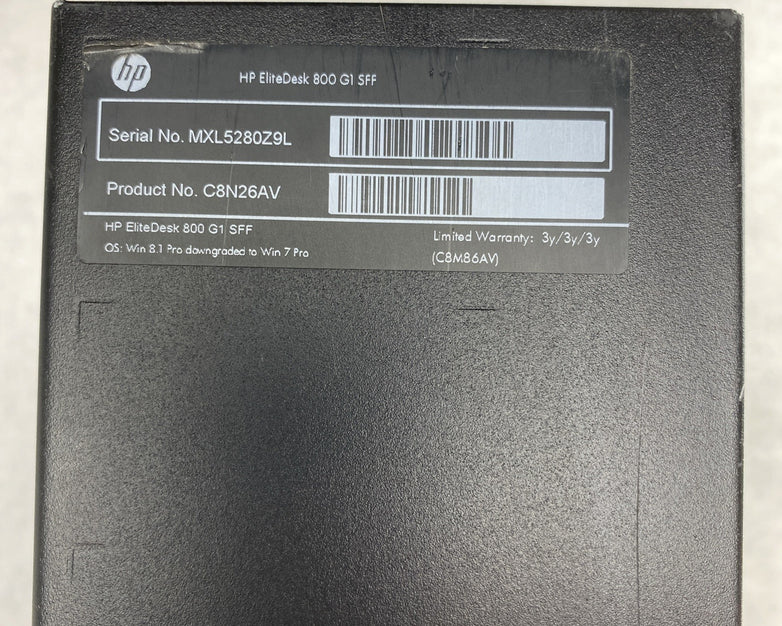 hp
HP EliteDesk 800 G1 SFF
Serial No. MXL5280Z9L
Product No. C8N26AV
HP EliteDesk 800 G1 SFF
OS: Win 8.1 Pro downgraded to Win 7 Pro
Limited Warranty: 3y/3y/3y
(C8M86AV)